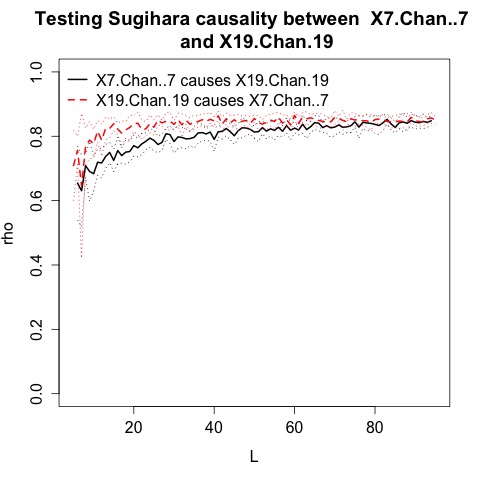 Testing Sugihara causality between  X7.Chan..7
and X19.Chan.19
X7.Chan..7 causes X19.Chan.19
X19.Chan.19 causes X7.Chan..7
rho
1.0
0.8
0.6
0.4
0.2
0.0
20 40 60 80
L